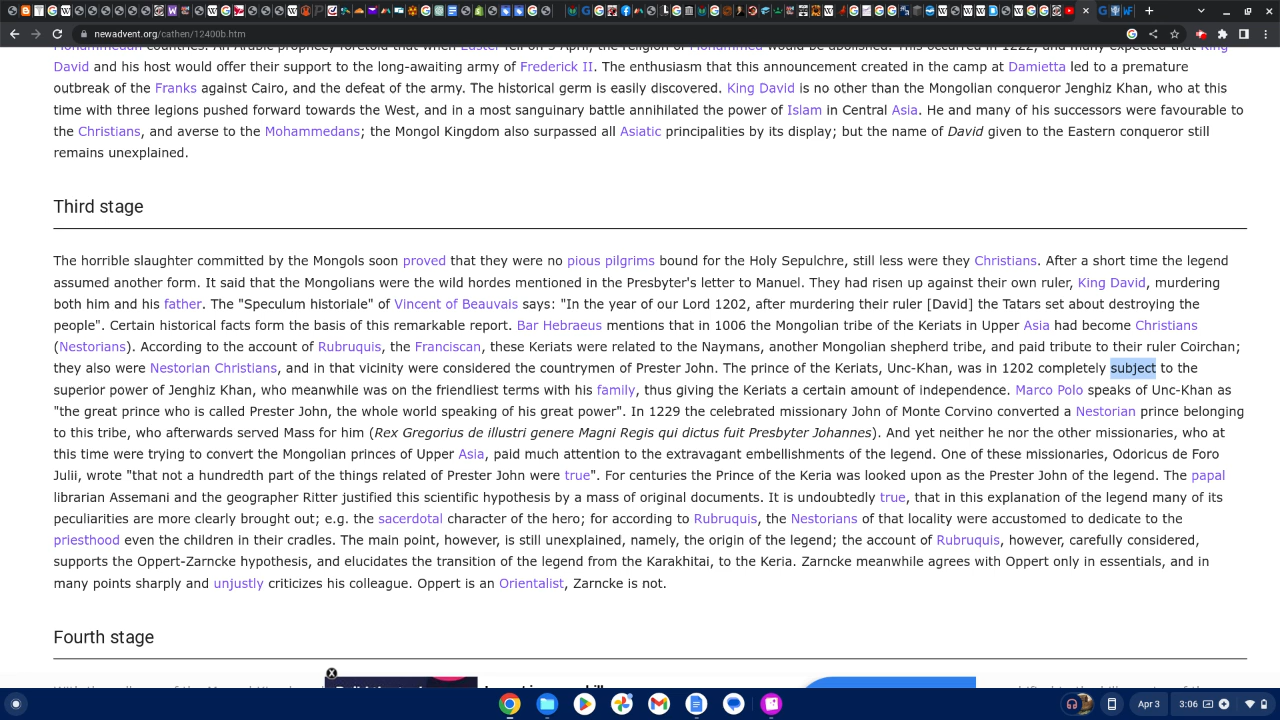 newadvent.org/cathen/12400b.htm
Mohammedan countries. An Arabic prophecy foretold that when Easter fell on 3 April, the religion of Mohammed would be abolished. This occurred in 1222, and many expected that King
David and his host would offer their support to the long-awaiting army of Frederick II. The enthusiasm that this announcement created in the camp at Damietta led to a premature
outbreak of the Franks against Cairo, and the defeat of the army. The historical germ is easily discovered. King David is no other than the Mongolian conqueror Jenghiz Khan, who at this
time with three legions pushed forward towards the West, and in a most sanguinary battle annihilated the power of Islam in Central Asia. He and many of his successors were favourable to
the Christians, and averse to the Mohammedans; the Mongol Kingdom also surpassed all Asiatic principalities by its display; but the name of David given to the Eastern conqueror still
remains unexplained.
Third stage
The horrible slaughter committed by the Mongols soon proved that they were no pious pilgrims bound for the Holy Sepulchre, still less were they Christians. After a short time the legend
assumed another form. It said that the Mongolians were the wild hordes mentioned in the Presbyter's letter to Manuel. They had risen up against their own ruler, King David, murdering
both him and his father. The "Speculum historiale" of Vincent of Beauvais says: "In the year of our Lord 1202, after murdering their ruler [David] the Tatars set about destroying the
people". Certain historical facts form the basis of this remarkable report. Bar Hebraeus mentions that in 1006 the Mongolian tribe of the Keriats in Upper Asia had become Christians
(Nestorians). According to the account of Rubruquis, the Franciscan, these Keriats were related to the Naymans, another Mongolian shepherd tribe, and paid tribute to their ruler Coirchan;
they also were Nestorian Christians, and in that vicinity were considered the countrymen of Prester John. The prince of the Keriats, Unc-Khan, was in 1202 completely subject to the
superior power of Jenghiz Khan, who meanwhile was on the friendliest terms with his family, thus giving the Keriats a certain amount of independence. Marco Polo speaks of Unc-Khan as
"the great prince who is called Prester John, the whole world speaking of his great power". In 1229 the celebrated missionary John of Monte Corvino converted a Nestorian prince belonging
to this tribe, who afterwards served Mass for him (Rex Gregorius de illustri genere Magni Regis qui dictus fuit Presbyter Johannes). And yet neither he nor the other missionaries, who at
this time were trying to convert the Mongolian princes of Upper Asia, paid much attention to the extravagant embellishments of the legend. One of these missionaries, Odoricus de Foro
Julii, wrote "that not a hundredth part of the things related of Prester John were true". For centuries the Prince of the Keria was looked upon as the Prester John of the legend. The papal
librarian Assemani and the geographer Ritter justified this scientific hypothesis by a mass of original documents. It is undoubtedly true, that in this explanation of the legend many of its
peculiarities are more clearly brought out; e.g. the sacerdotal character of the hero; for according to Rubruquis, the Nestorians of that locality were accustomed to dedicate to the
priesthood even the children in their cradles. The main point, however, is still unexplained, namely, the origin of the legend; the account of Rubruquis, however, carefully considered,
supports the Oppert-Zarncke hypothesis, and elucidates the transition of the legend from the Karakhitai, to the Keria. Zarncke meanwhile agrees with Oppert only in essentials, and in
many points sharply and unjustly criticizes his colleague. Oppert is an Orientalist, Zarncke is not.
Fourth stage
Apr 3
3:06